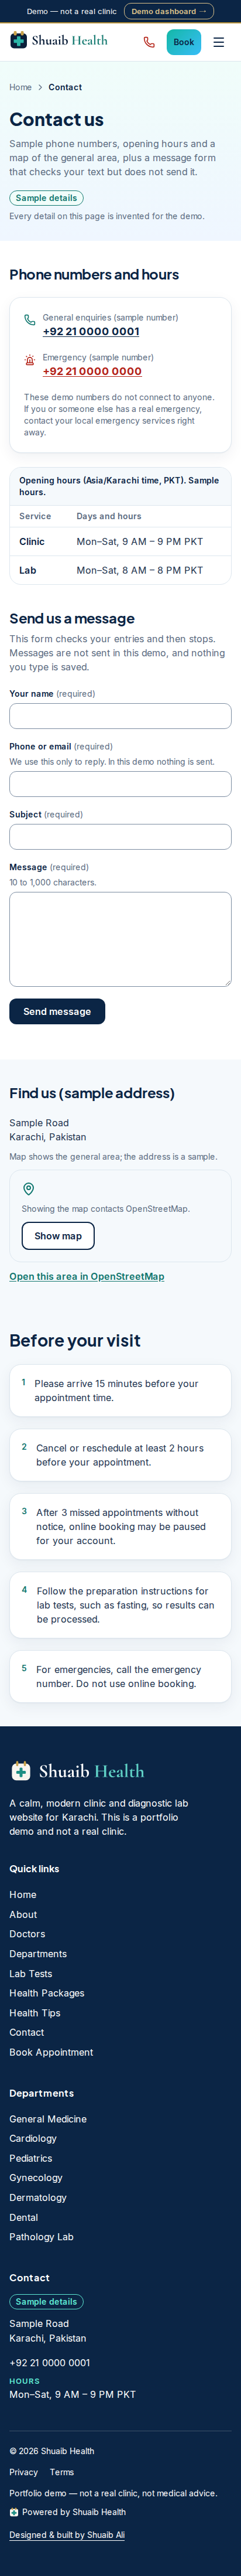 Demo — not a real clinic Demo dashboard →
Shuaib Health Book
Home > Contact
Contact us
Sample phone numbers, opening hours and a
map of the general area, plus a message form
that checks your text but does not send it.
Sample details
Every detail on this page is invented for the demo.
Phone numbers and hours
General enquiries (sample number)
+92 21 0000 0001
Emergency (sample number)
+92 21 0000 0000
These demo numbers do not connect to anyone.
If you or someone else has a real emergency,
contact your local emergency services right
away.
Opening hours (Asia/Karachi time, PKT). Sample
hours.
Service Days and hours
Clinic Mon–Sat, 9 AM – 9 PM PKT
Lab Mon–Sat, 8 AM – 8 PM PKT
Send us a message
This form checks your entries and then stops.
Messages are not sent in this demo, and nothing
you type is saved.
Your name (required)
Phone or email (required)
We use this only to reply. In this demo nothing is sent.
Subject (required)
Message (required)
10 to 1,000 characters.
Send message
Find us (sample address)
Sample Road
Karachi, Pakistan
Map shows the general area; the address is a sample.
Showing the map contacts OpenStreetMap.
Show map
Open this area in OpenStreetMap
Before your visit
1 Please arrive 15 minutes before your
appointment time.
2 Cancel or reschedule at least 2 hours
before your appointment.
3 After 3 missed appointments without
notice, online booking may be paused
for your account.
4 Follow the preparation instructions for
lab tests, such as fasting, so results can
be processed.
5 For emergencies, call the emergency
number. Do not use online booking.
Shuaib Health
A calm, modern clinic and diagnostic lab
website for Karachi. This is a portfolio
demo and not a real clinic.
Quick links
Home
About
Doctors
Departments
Lab Tests
Health Packages
Health Tips
Contact
Book Appointment
Departments
General Medicine
Cardiology
Pediatrics
Gynecology
Dermatology
Dental
Pathology Lab
Contact
Sample details
Sample Road
Karachi, Pakistan
+92 21 0000 0001
HOURS
Mon–Sat, 9 AM – 9 PM PKT
© 2026 Shuaib Health
Privacy Terms
Portfolio demo — not a real clinic, not medical advice.
Powered by Shuaib Health
Designed & built by Shuaib Ali